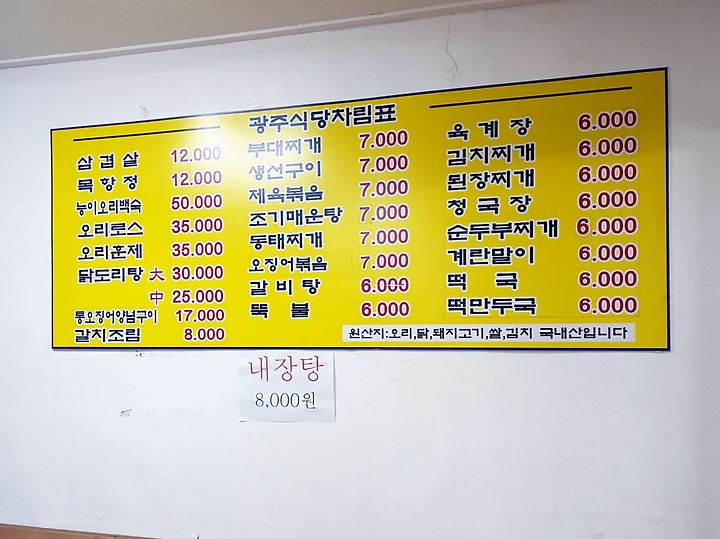 광주식당차림표
삼겹살 12.000
목항정 12.000
능이오리백숙 50.000
오리로스 35.000
오리훈제 35.000
닭도리탕 大 30.000
中 25.000
통오징어양념구이 17.000
갈치조림 8.000
부대찌개 7.000
생선구이 7.000
제육볶음 7.000
조기매운탕 7.000
동태찌개 7.000
오징어볶음 7.000
갈비탕 6.000
뚝불 6.000
육계장 6.000
김치찌개 6.000
된장찌개 6.000
청국장 6.000
순두부찌개 6.000
계란말이 6.000
떡국 6.000
떡만두국 6.000
원산지:오리,닭,돼지고기,쌀,김치 국내산입니다
내장탕
8,000원